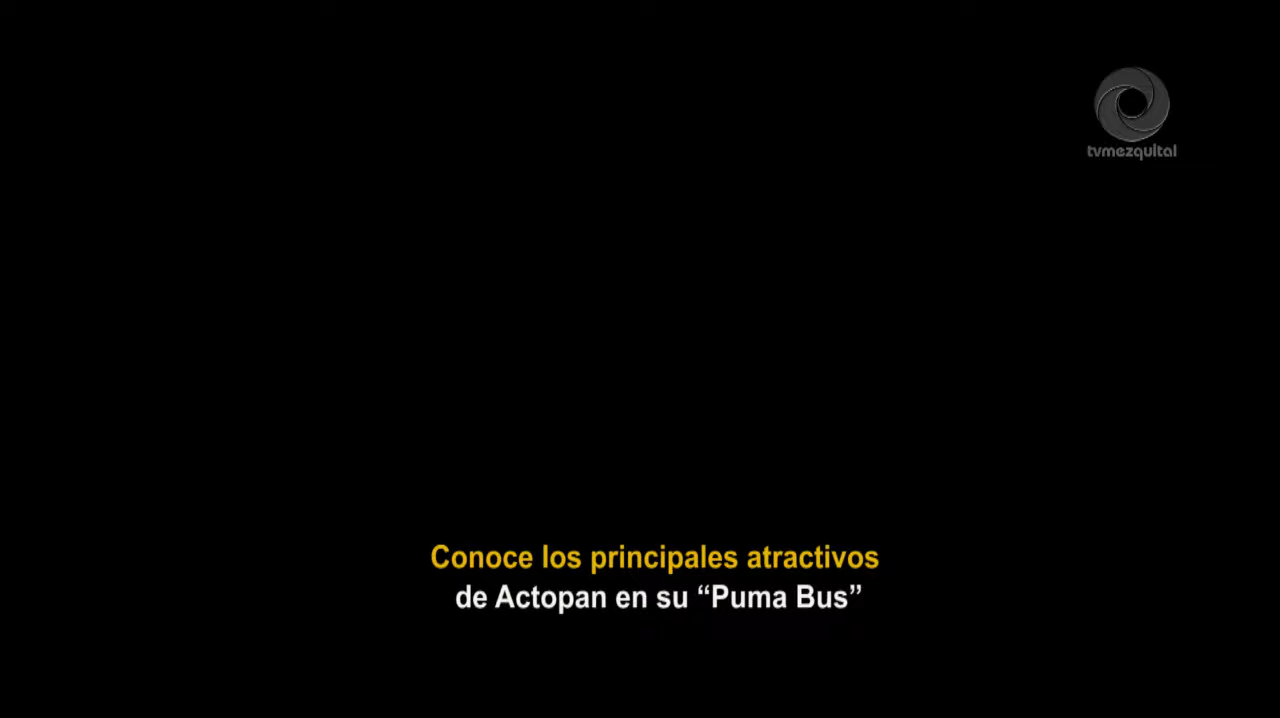 tvmezquital
Conoce los principales atractivos
de Actopan en su “Puma Bus”